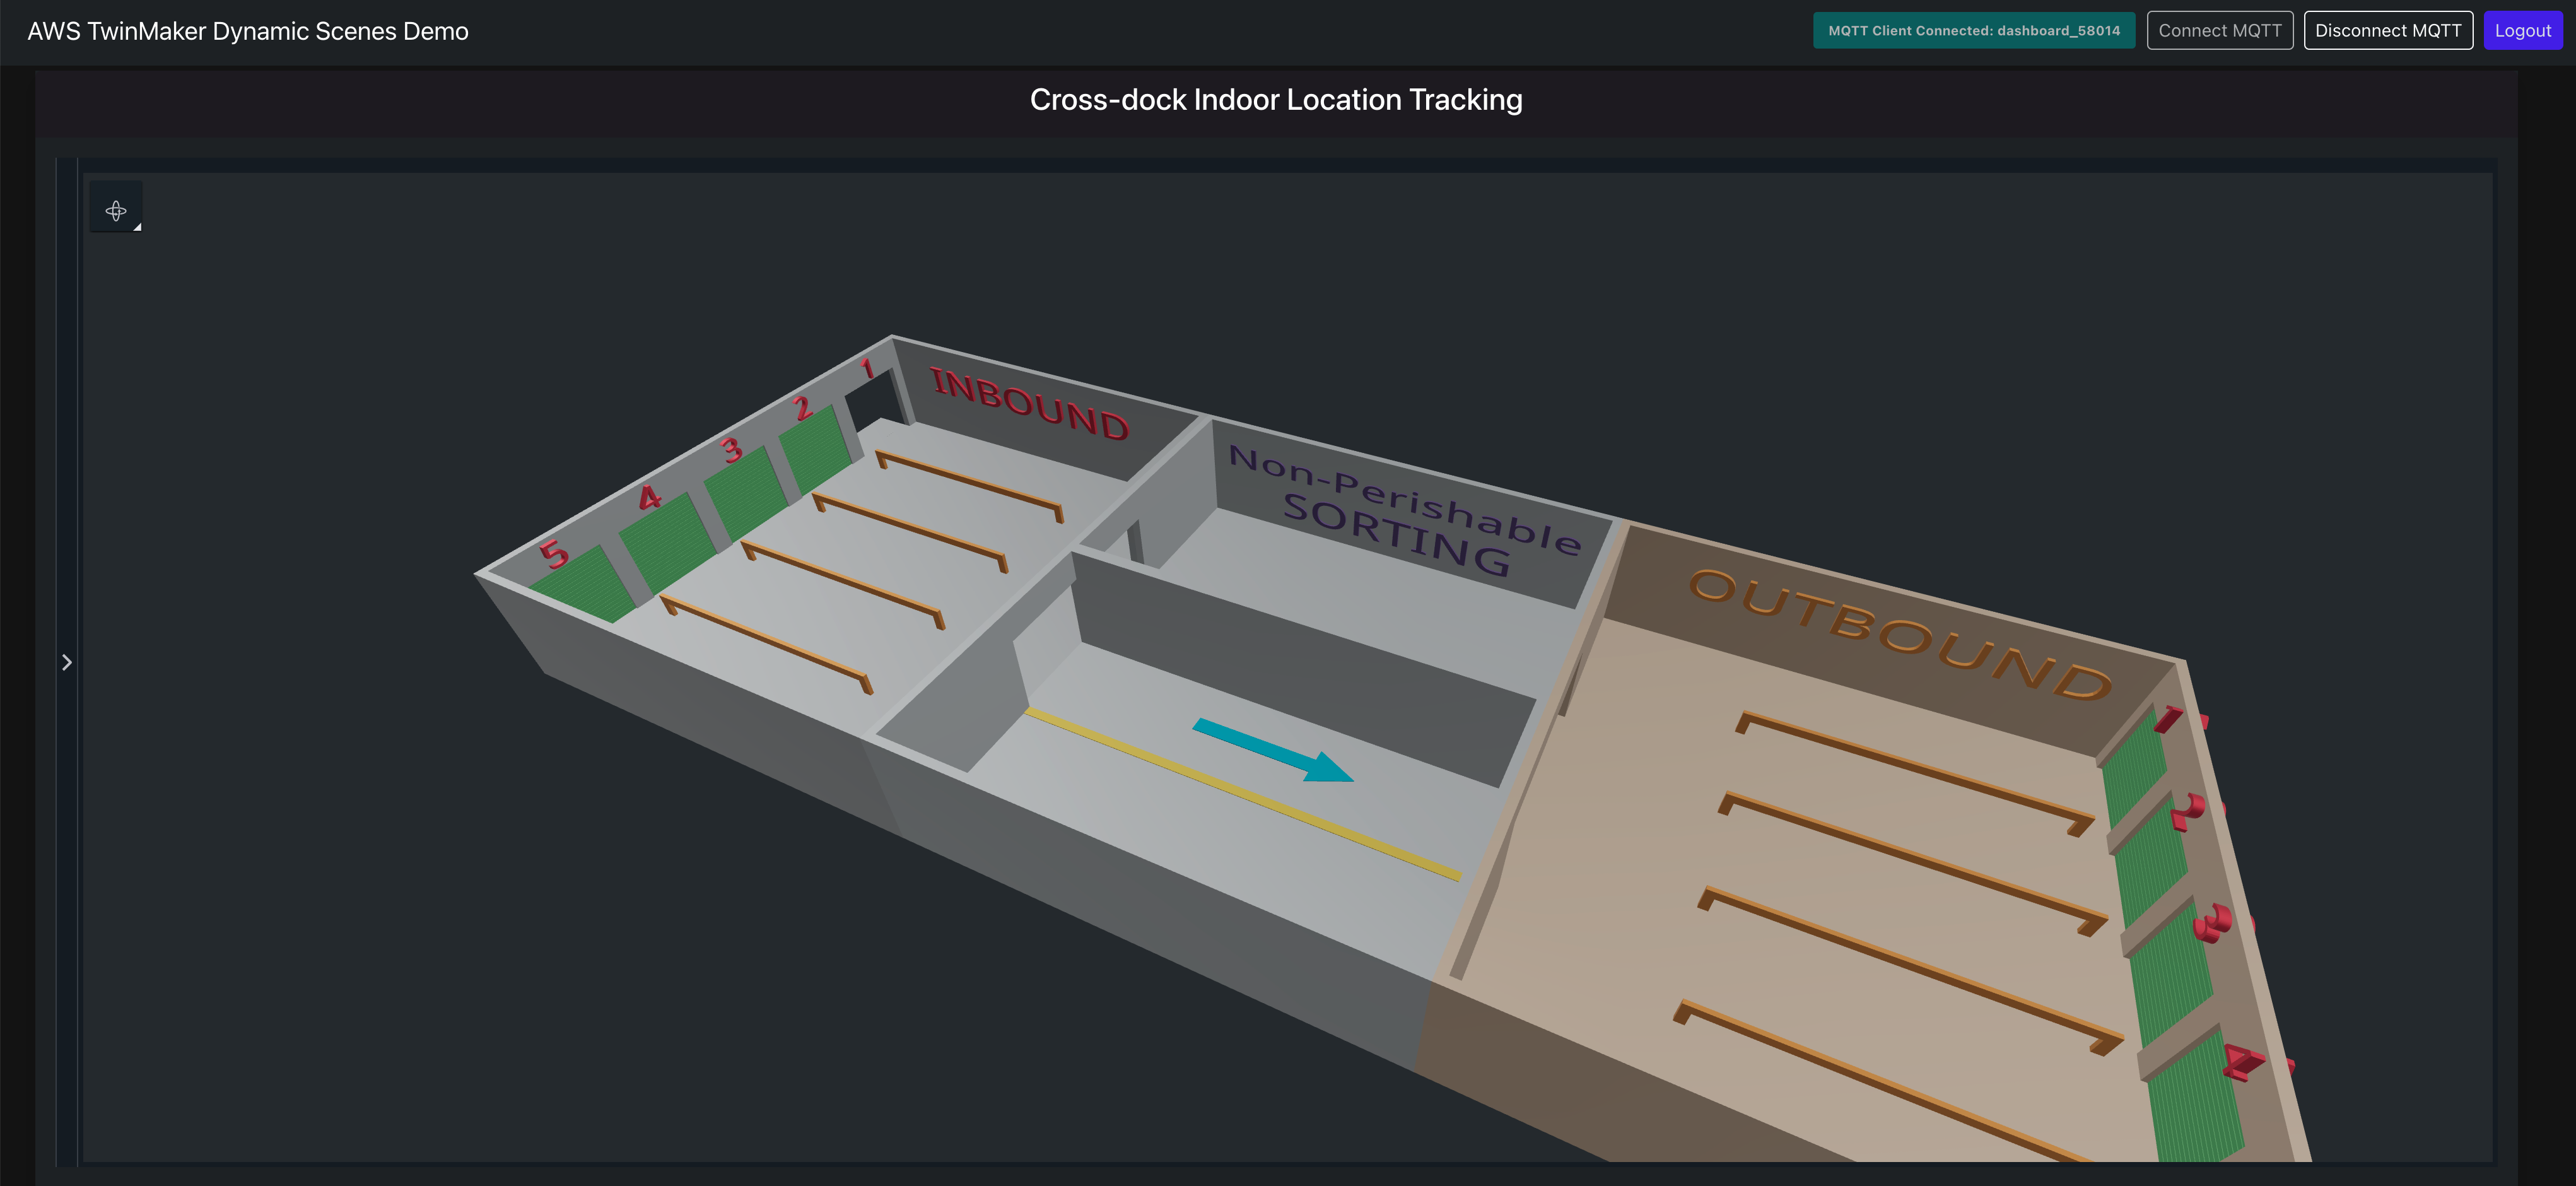 AWS TwinMaker Dynamic Scenes Demo
MQTT Client Connected: dashboard_58014
Connect MQTT
Disconnect MQTT
Logout
Cross-dock Indoor Location Tracking
1
2
3
4
5
INBOUND
Non-Perishable
SORTING
OUTBOUND
1
2
3
4